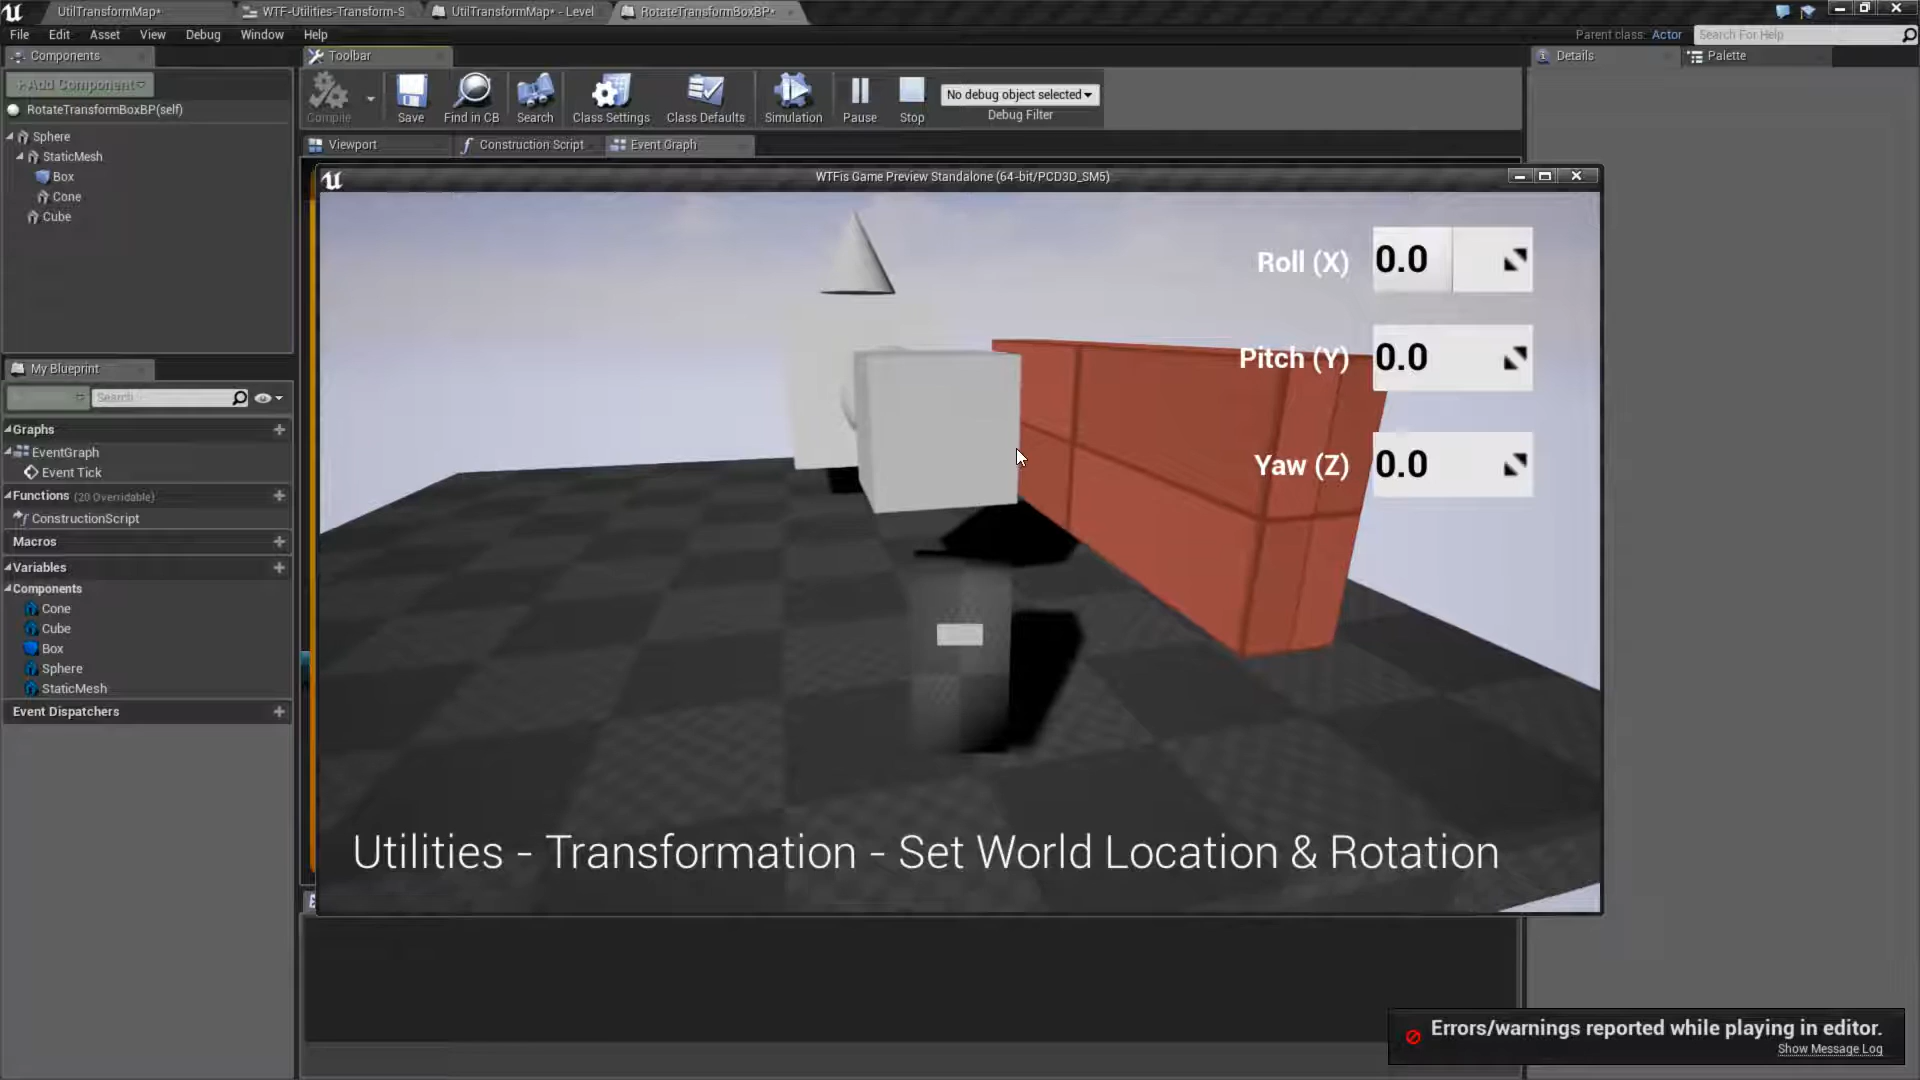 UtilTransformMap*
WTF-Utilities-Transform-S
UtilTransformMap* - Level
RotateTransformBoxBP*
File Edit Asset View Debug Window Help
Parent class: Actor
Search For Help
Components
Toolbar
Details
Palette
+Add Component
RotateTransformBoxBP(self)
Sphere
StaticMesh
Box
Cone
Cube
Compile
Save
Find in CB
Search
Class Settings
Class Defaults
Simulation
Pause
Stop
No debug object selected
Debug Filter
Viewport
Construction Script
Event Graph
WTFis Game Preview Standalone (64-bit/PCD3D_SM5)
Roll (X) 0.0
Pitch (Y) 0.0
Yaw (Z) 0.0
Utilities - Transformation - Set World Location & Rotation
My Blueprint
Search
Graphs
EventGraph
Event Tick
Functions (20 Overridable)
ConstructionScript
Macros
Variables
Components
Cone
Cube
Box
Sphere
StaticMesh
Event Dispatchers
Errors/warnings reported while playing in editor.
Show Message Log